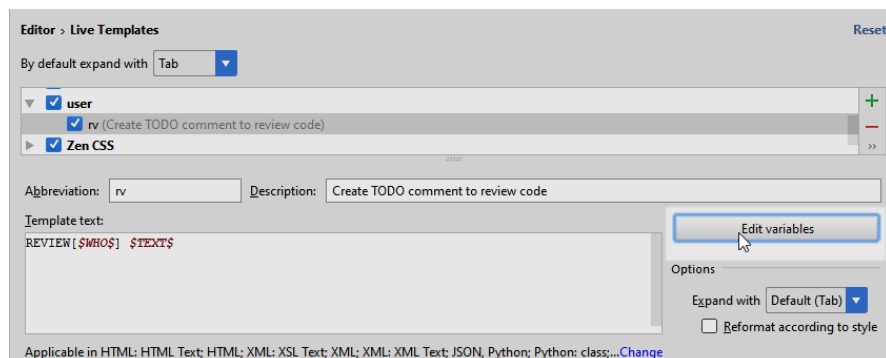 Editor › Live Templates
Reset
By default expand with Tab
user
rv (Create TODO comment to review code)
Zen CSS
Abbreviation: rv Description: Create TODO comment to review code
Template text:
REVIEW[$WHO$] $TEXT$
Edit variables
Options
Expand with Default (Tab)
Reformat according to style
Applicable in HTML: HTML Text; HTML; XML: XSL Text; XML; XML: XML Text; JSON, Python; Python: class;...Change